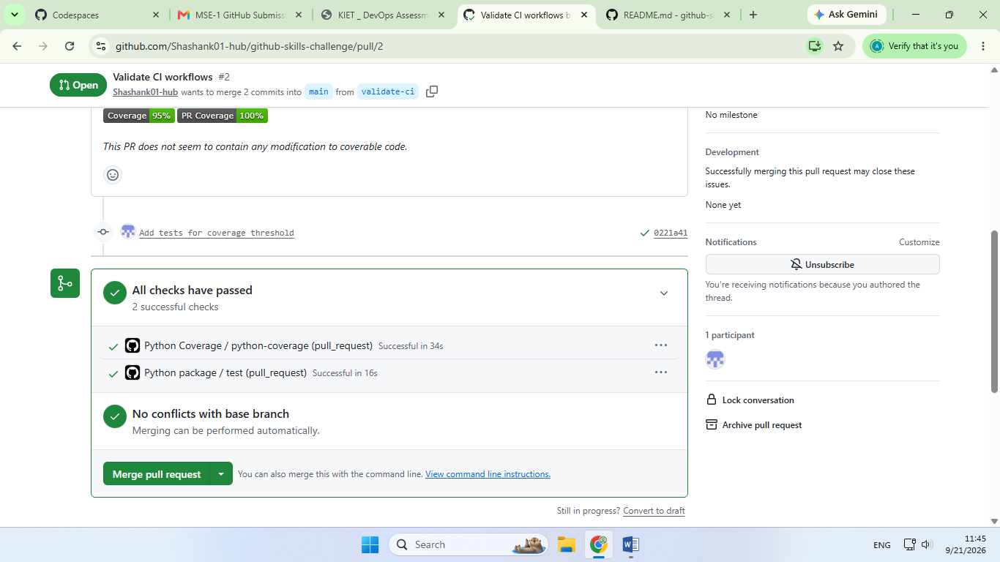 Codespaces
MSE-1 GitHub Submiss
KIET _ DevOps Assessm
Validate CI workflows b
README.md - github-s
Ask Gemini
github.com/Shashank01-hub/github-skills-challenge/pull/2
Verify that it's you
Open
Validate CI workflows #2
Shashank01-hub wants to merge 2 commits into main from validate-ci
Coverage 95% PR Coverage 100%
This PR does not seem to contain any modification to coverable code.
Add tests for coverage threshold
0221a41
All checks have passed
2 successful checks
Python Coverage / python-coverage (pull_request) Successful in 34s
Python package / test (pull_request) Successful in 16s
No conflicts with base branch
Merging can be performed automatically.
Merge pull request
You can also merge this with the command line. View command line instructions.
Still in progress? Convert to draft
No milestone
Development
Successfully merging this pull request may close these
issues.
None yet
Notifications
Customize
Unsubscribe
You're receiving notifications because you authored the
thread.
1 participant
Lock conversation
Archive pull request
Search
ENG
11:45
9/21/2026